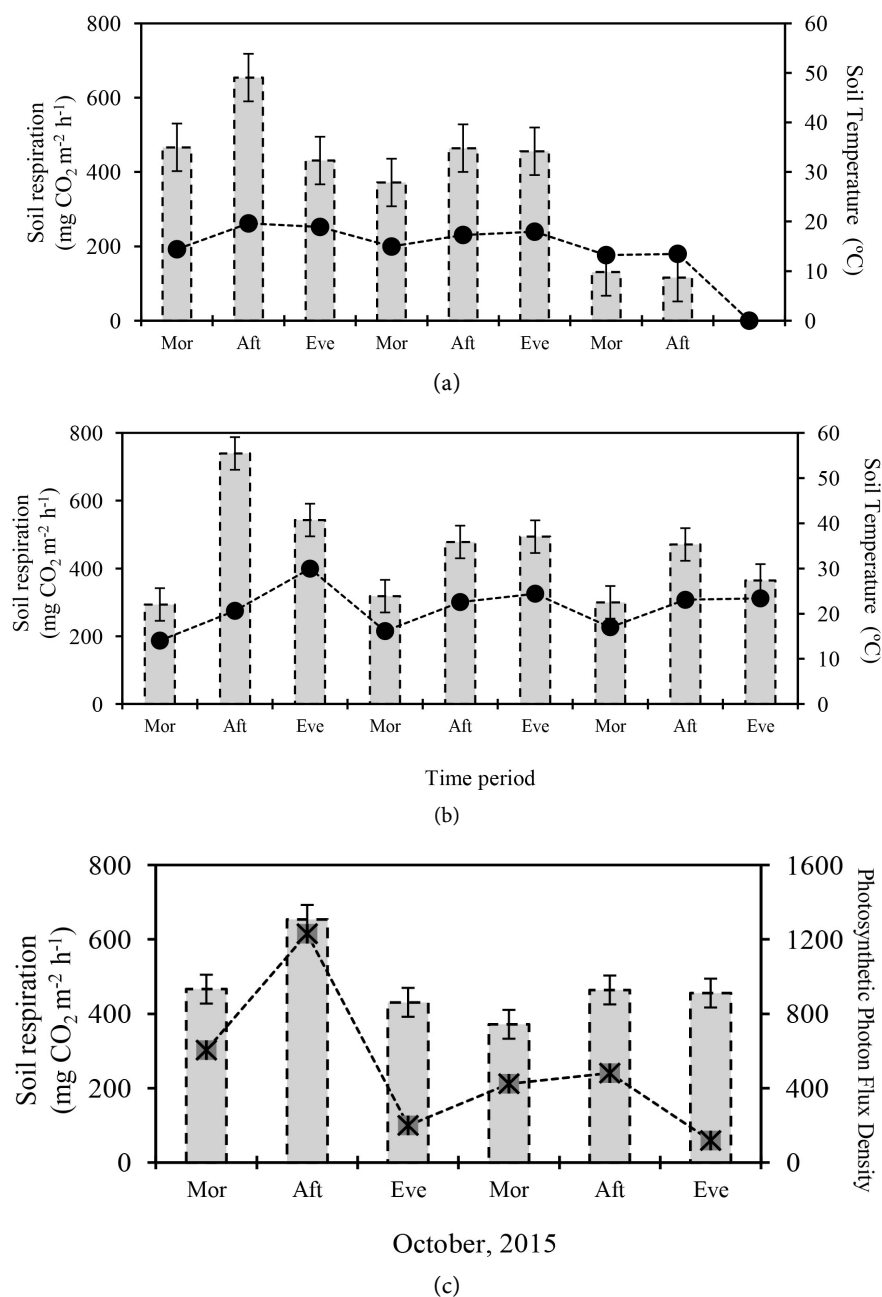 800
600
400
200
0
Soil respiration
(mg CO₂ m⁻² h⁻¹)
60
50
40
30
20
10
0
Soil Temperature (°C)
Mor Aft Eve Mor Aft Eve Mor Aft
(a)
800
600
400
200
0
Soil respiration
(mg CO₂ m⁻² h⁻¹)
60
50
40
30
20
10
0
Soil Temperature (°C)
Mor Aft Eve Mor Aft Eve Mor Aft Eve
Time period
(b)
800
600
400
200
0
Soil respiration
(mg CO₂ m⁻² h⁻¹)
1600
1200
800
400
0
Photosynthetic Photon Flux Density
Mor Aft Eve Mor Aft Eve
October, 2015
(c)